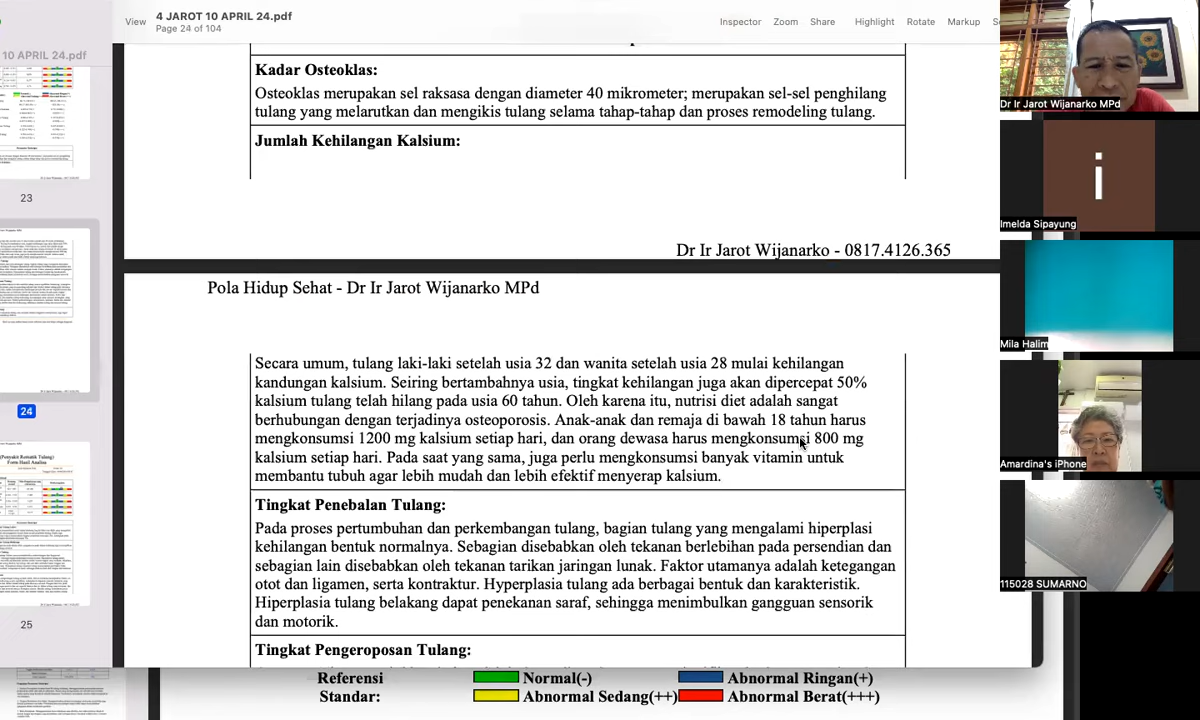 View
4 JAROT 10 APRIL 24.pdf
Page 24 of 104
Inspector
Zoom
Share
Highlight
Rotate
Markup
10 APRIL 24.pdf
23
24
25
Kadar Osteoklas:
Osteoklas merupakan sel raksasa dengan diameter 40 mikrometer; merupakan sel-sel penghilang
tulang yang melarutkan dan mengikis tulang selama tahap-tahap dan proses remodeling tulang.
Jumlah Kehilangan Kalsium:
Dr Ir Jarot Wijanarko - 0817.4126.365
Pola Hidup Sehat - Dr Ir Jarot Wijanarko MPd
Secara umum, tulang laki-laki setelah usia 32 dan wanita setelah usia 28 mulai kehilangan
kandungan kalsium. Seiring bertambahnya usia, tingkat kehilangan juga akan dipercepat 50%
kalsium tulang telah hilang pada usia 60 tahun. Oleh karena itu, nutrisi diet adalah sangat
berhubungan dengan terjadinya osteoporosis. Anak-anak dan remaja di bawah 18 tahun harus
mengkonsumsi 1200 mg kalsium setiap hari, dan orang dewasa harus mengkonsumsi 800 mg
kalsium setiap hari. Pada saat yang sama, juga perlu mengkonsumsi banyak vitamin untuk
membantu tubuh agar lebih mudah dan lebih efektif menyerap kalsium.
Tingkat Penebalan Tulang:
Pada proses pertumbuhan dan pembangan tulang, bagian tulang yang mengalami hiperplasi
kehilangan bentuk normalnya. Sebagian disebabkan oleh tekanan berlebihan pada persendian dan
sebagian lain disebabkan oleh tekanan tarikan jaringan lunak. Faktor utamanya adalah ketegangan
otot dan ligamen, serta kontraktur. Hyperplasia tulang ada berbagai bentuk dan karakteristik.
Hiperplasia tulang belakang dapat penekanan saraf, sehingga menimbulkan gangguan sensorik
dan motorik.
Tingkat Pengeroposan Tulang:
Referensi
Standar:
Normal(-)
Abnormal Ringan(+)
Abnormal Sedang(++)
Abnormal Berat(+++)
Dr Ir Jarot Wijanarko MPd
i
Imelda Sipayung
Mila Halim
Amardina's iPhone
115028 SUMARNO